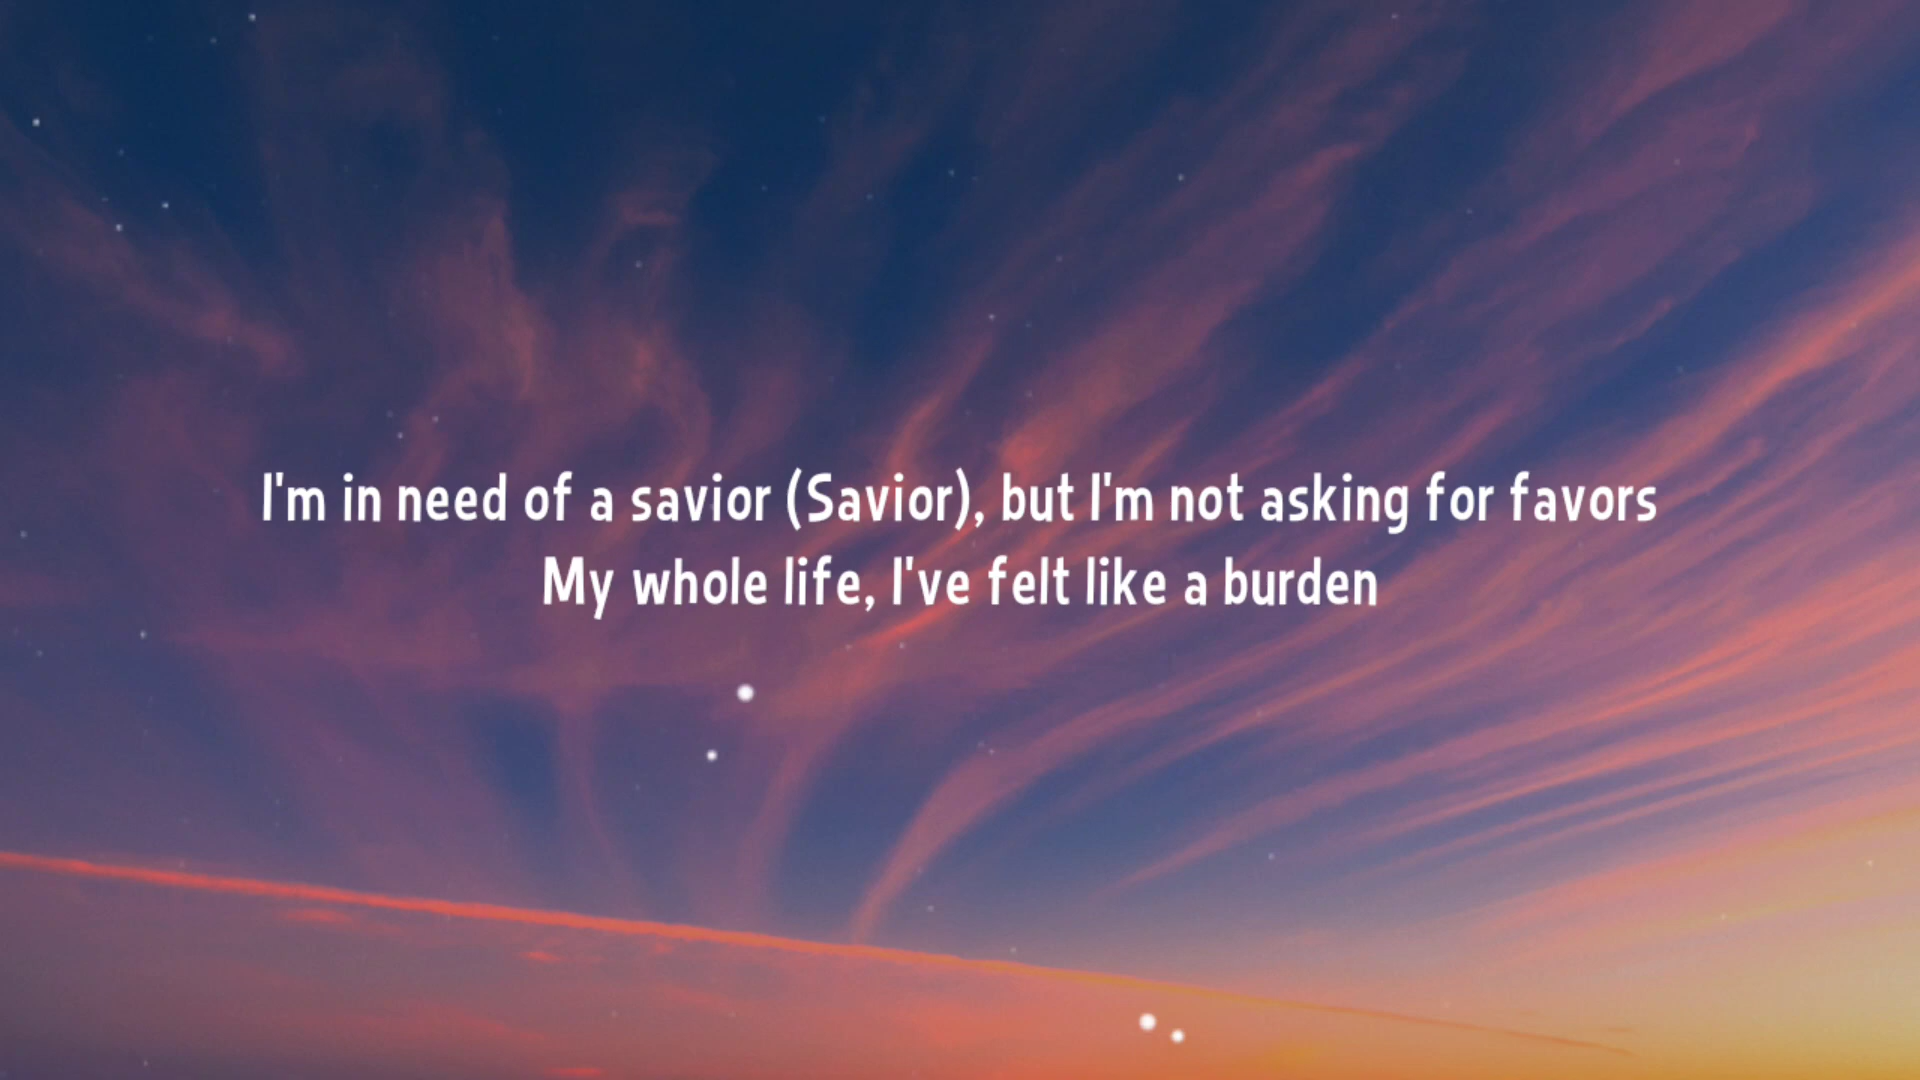 I'm in need of a savior (Savior), but I'm not asking for favors
My whole life, I've felt like a burden